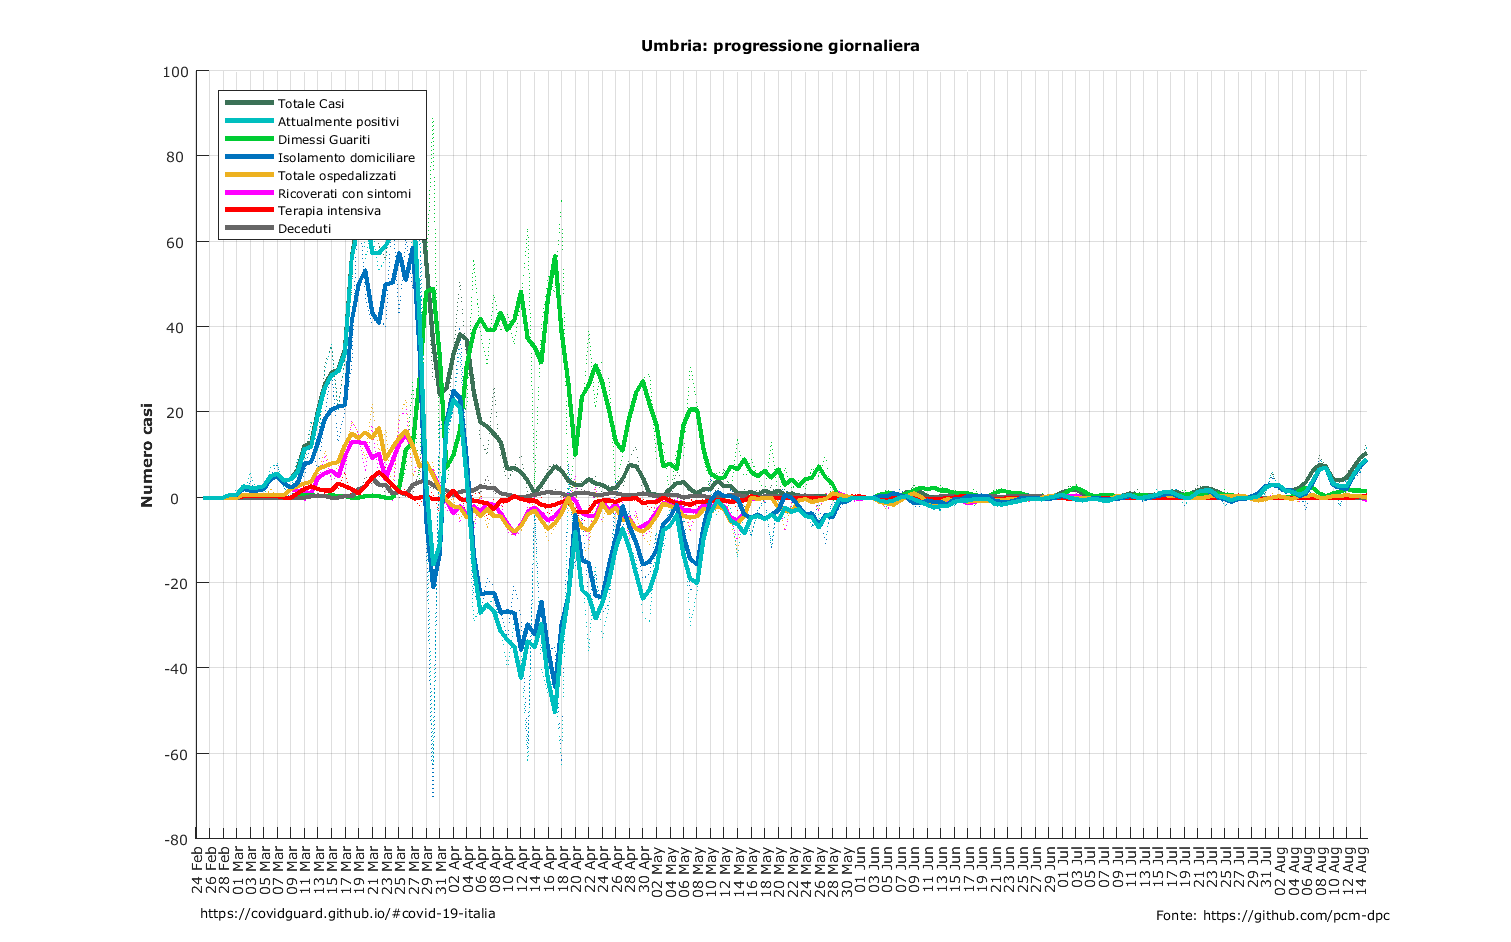 Umbria: progressione giornaliera
100
80
60
40
20
0
-20
-40
-60
-80
Numero casi
Totale Casi
Attualmente positivi
Dimessi Guariti
Isolamento domiciliare
Totale ospedalizzati
Ricoverati con sintomi
Terapia intensiva
Deceduti
24 Feb
26 Feb
28 Feb
01 Mar
03 Mar
05 Mar
07 Mar
09 Mar
11 Mar
13 Mar
15 Mar
17 Mar
19 Mar
21 Mar
23 Mar
25 Mar
27 Mar
29 Mar
31 Mar
02 Apr
04 Apr
06 Apr
08 Apr
10 Apr
12 Apr
14 Apr
16 Apr
18 Apr
20 Apr
22 Apr
24 Apr
26 Apr
28 Apr
30 Apr
02 May
04 May
06 May
08 May
10 May
12 May
14 May
16 May
18 May
20 May
22 May
24 May
26 May
28 May
30 May
01 Jun
03 Jun
05 Jun
07 Jun
09 Jun
11 Jun
13 Jun
15 Jun
17 Jun
19 Jun
21 Jun
23 Jun
25 Jun
27 Jun
29 Jun
01 Jul
03 Jul
05 Jul
07 Jul
09 Jul
11 Jul
13 Jul
15 Jul
17 Jul
19 Jul
21 Jul
23 Jul
25 Jul
27 Jul
29 Jul
31 Jul
02 Aug
04 Aug
06 Aug
08 Aug
10 Aug
12 Aug
14 Aug
https://covidguard.github.io/#covid-19-italia
Fonte: https://github.com/pcm-dpc